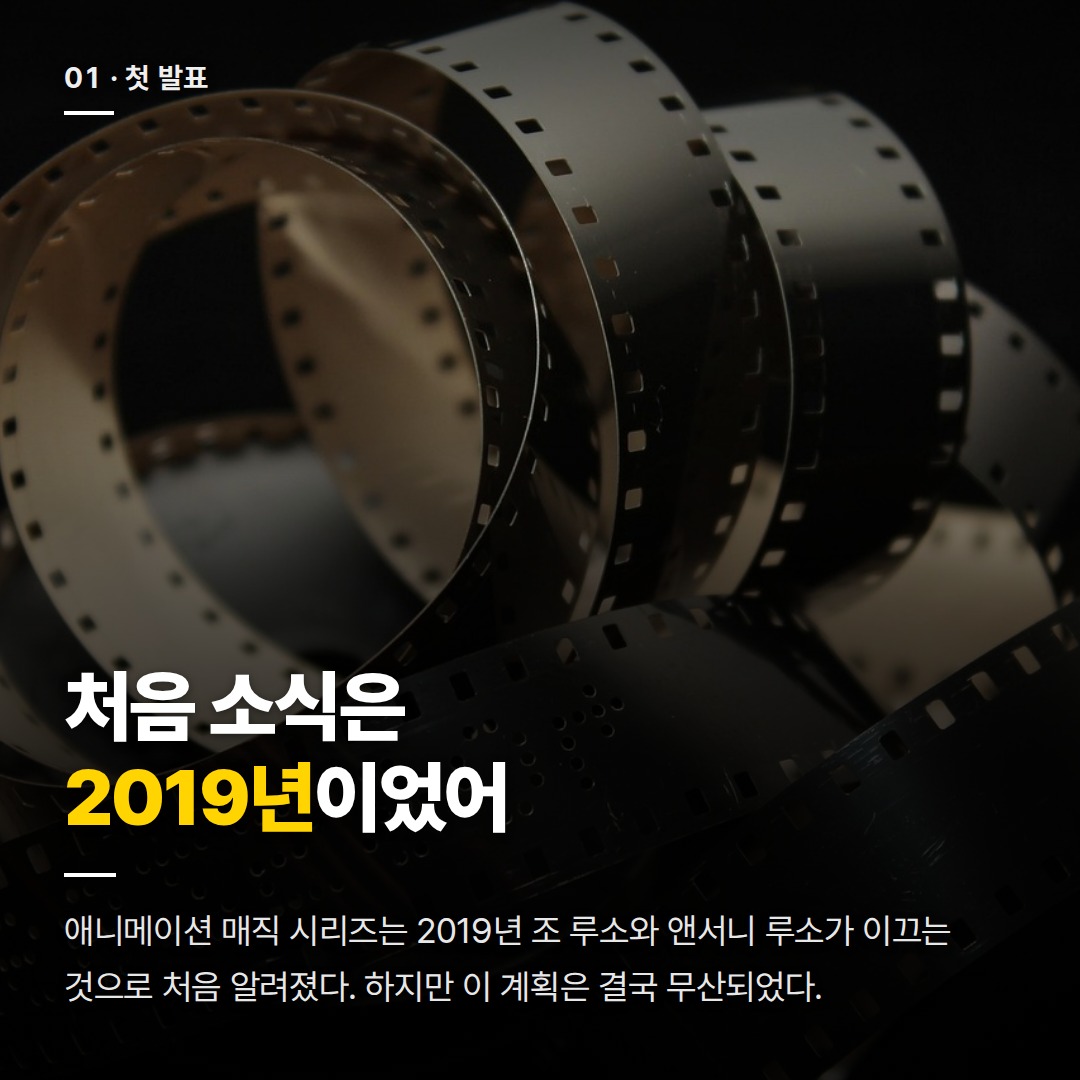 01 · 첫 발표
처음 소식은
2019년이었어
애니메이션 매직 시리즈는 2019년 조 루소와 앤서니 루소가 이끄는
것으로 처음 알려졌다. 하지만 이 계획은 결국 무산되었다.